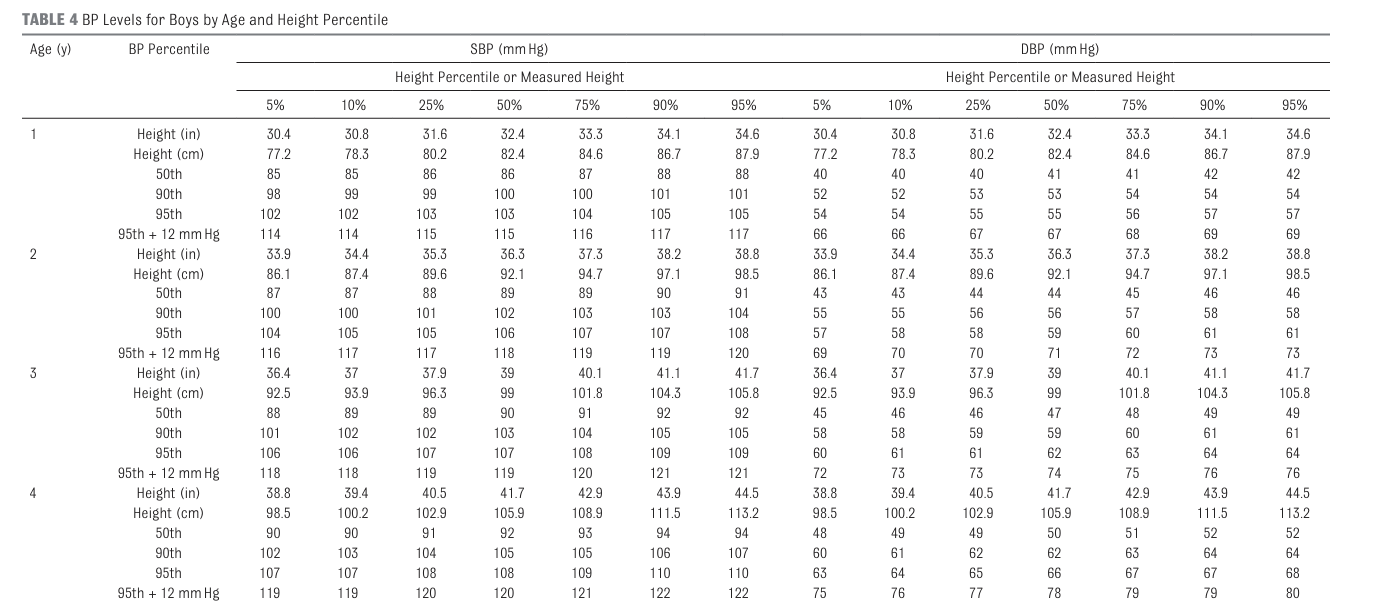 TABLE 4 BP Levels for Boys by Age and Height Percentile
Age (y) BP Percentile SBP (mm Hg) DBP (mm Hg)
Height Percentile or Measured Height Height Percentile or Measured Height
5% 10% 25% 50% 75% 90% 95% 5% 10% 25% 50% 75% 90% 95%
1 Height (in) 30.4 30.8 31.6 32.4 33.3 34.1 34.6 30.4 30.8 31.6 32.4 33.3 34.1 34.6
Height (cm) 77.2 78.3 80.2 82.4 84.6 86.7 87.9 77.2 78.3 80.2 82.4 84.6 86.7 87.9
50th 85 85 86 86 87 88 88 40 40 40 41 41 42 42
90th 98 99 99 100 100 101 101 52 52 53 53 54 54 54
95th 102 102 103 103 104 105 105 54 54 55 55 56 57 57
95th + 12 mm Hg 114 114 115 115 116 117 117 66 66 67 67 68 69 69
2 Height (in) 33.9 34.4 35.3 36.3 37.3 38.2 38.8 33.9 34.4 35.3 36.3 37.3 38.2 38.8
Height (cm) 86.1 87.4 89.6 92.1 94.7 97.1 98.5 86.1 87.4 89.6 92.1 94.7 97.1 98.5
50th 87 87 88 89 89 90 91 43 43 44 44 45 46 46
90th 100 100 101 102 103 103 104 55 55 56 56 57 58 58
95th 104 105 105 106 107 107 108 57 58 58 59 60 61 61
95th + 12 mm Hg 116 117 117 118 119 119 120 69 70 70 71 72 73 73
3 Height (in) 36.4 37 37.9 39 40.1 41.1 41.7 36.4 37 37.9 39 40.1 41.1 41.7
Height (cm) 92.5 93.9 96.3 99 101.8 104.3 105.8 92.5 93.9 96.3 99 101.8 104.3 105.8
50th 88 89 89 90 91 92 92 45 46 46 47 48 49 49
90th 101 102 102 103 104 105 105 58 58 59 59 60 61 61
95th 106 106 107 107 108 109 109 60 61 61 62 63 64 64
95th + 12 mm Hg 118 118 119 119 120 121 121 72 73 73 74 75 76 76
4 Height (in) 38.8 39.4 40.5 41.7 42.9 43.9 44.5 38.8 39.4 40.5 41.7 42.9 43.9 44.5
Height (cm) 98.5 100.2 102.9 105.9 108.9 111.5 113.2 98.5 100.2 102.9 105.9 108.9 111.5 113.2
50th 90 90 91 92 93 94 94 48 49 49 50 51 52 52
90th 102 103 104 105 105 106 107 60 61 62 62 63 64 64
95th 107 107 108 108 109 110 110 63 64 65 66 67 67 68
95th + 12 mm Hg 119 119 120 120 121 122 122 75 76 77 78 79 79 80